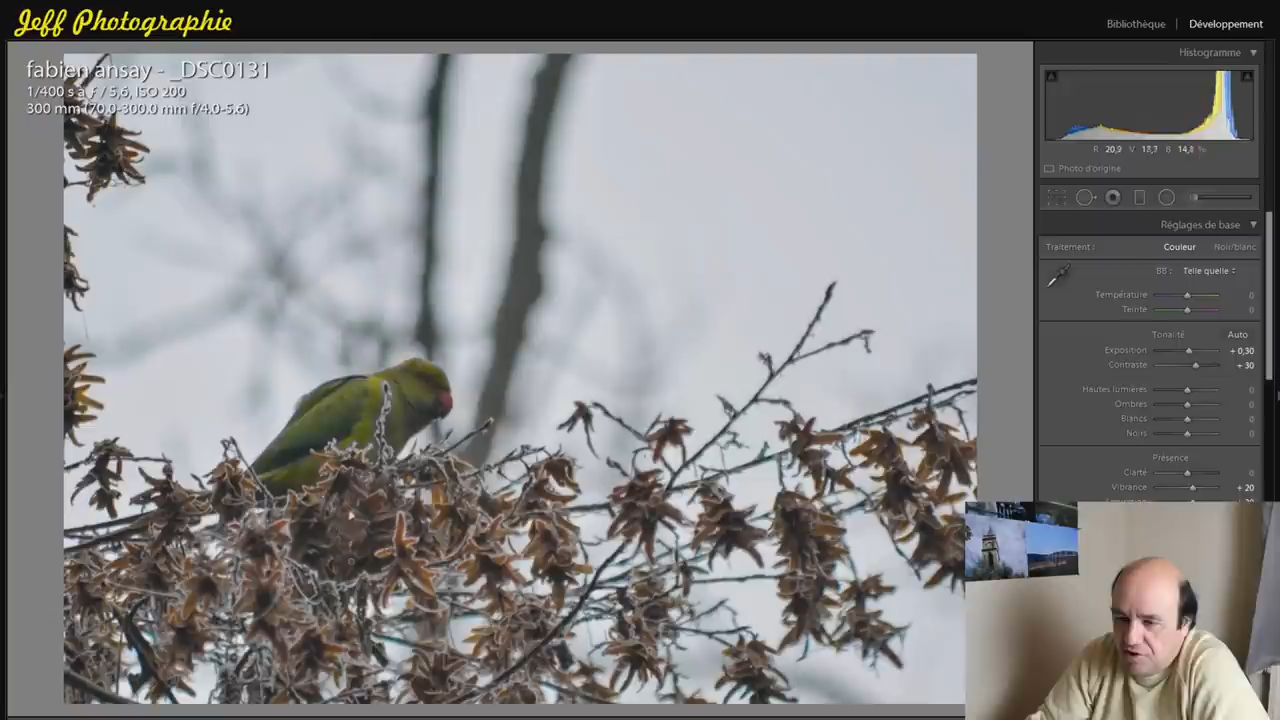 Jeff Photographie
Bibliothèque | Développement
fabien ansay - _DSC0131
1/400 s à ƒ / 5,6, ISO 200
300 mm (70.0-300.0 mm f/4.0-5.6)
Histogramme
R 20,9 V 18,7 B 14,8 %
Photo d'origine
Réglages de base
Traitement : Couleur Noir/blanc
BB : Telle quelle
Température 0
Teinte 0
Tonalité Auto
Exposition + 0,30
Contraste + 30
Hautes lumières 0
Ombres 0
Blancs 0
Noirs 0
Présence
Clarté 0
Vibrance + 20